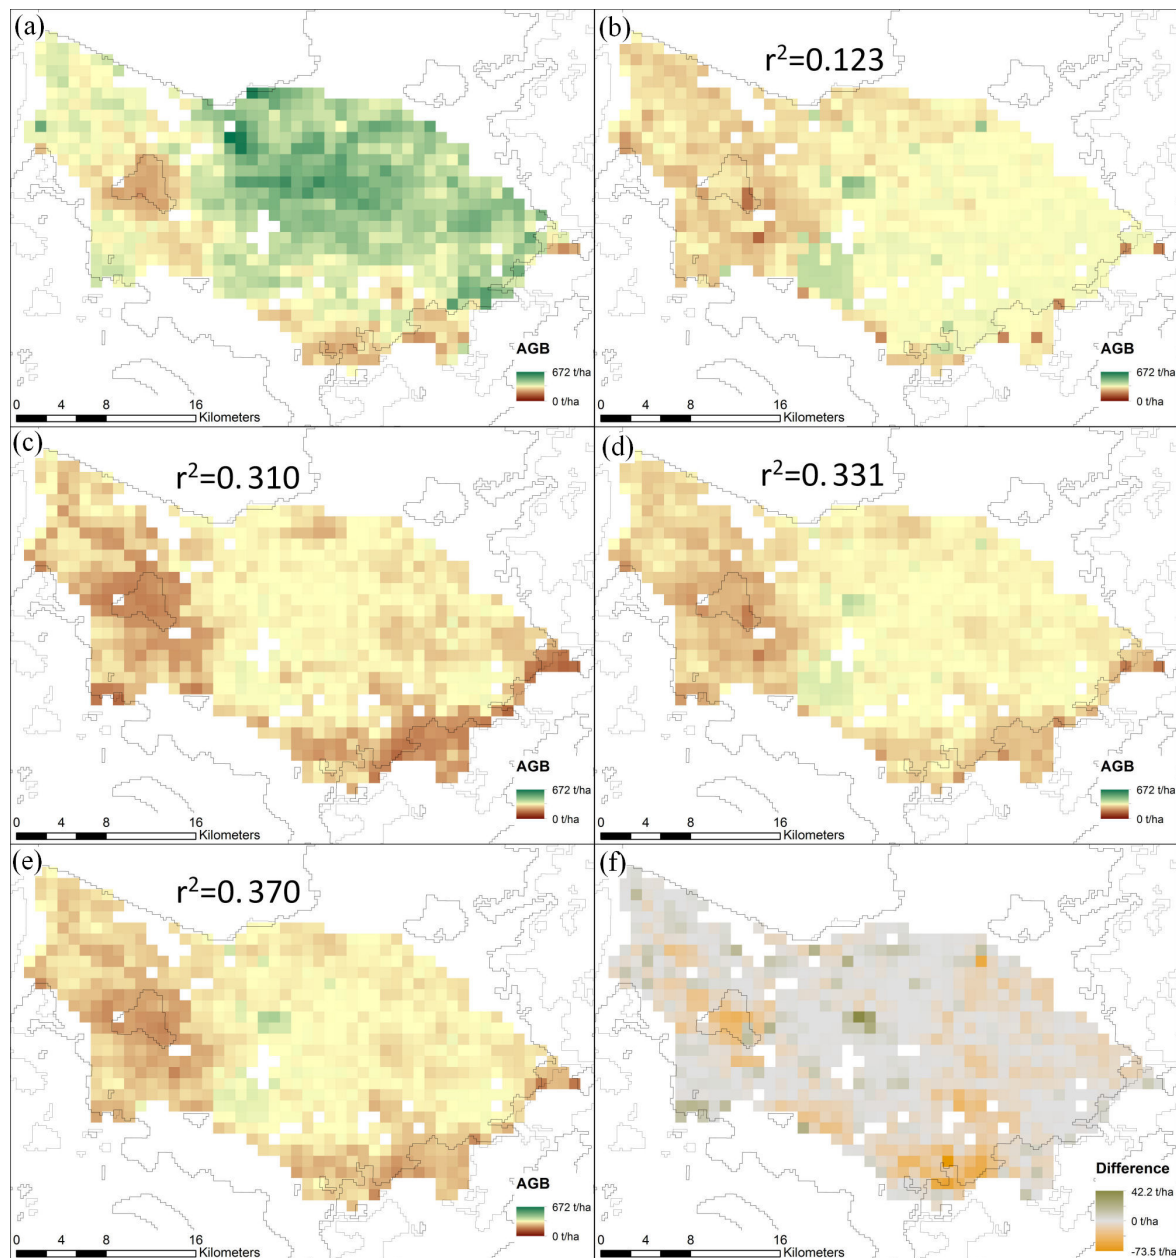 (a)
AGB
672 t/ha
0 t/ha
0 4 8 16
Kilometers
(b)
r²=0.123
AGB
672 t/ha
0 t/ha
0 4 8 16
Kilometers
(c)
r²=0.310
AGB
672 t/ha
0 t/ha
0 4 8 16
Kilometers
(d)
r²=0.331
AGB
672 t/ha
0 t/ha
0 4 8 16
Kilometers
(e)
r²=0.370
AGB
672 t/ha
0 t/ha
0 4 8 16
Kilometers
(f)
Difference
42.2 t/ha
0 t/ha
-73.5 t/ha
0 4 8 16
Kilometers